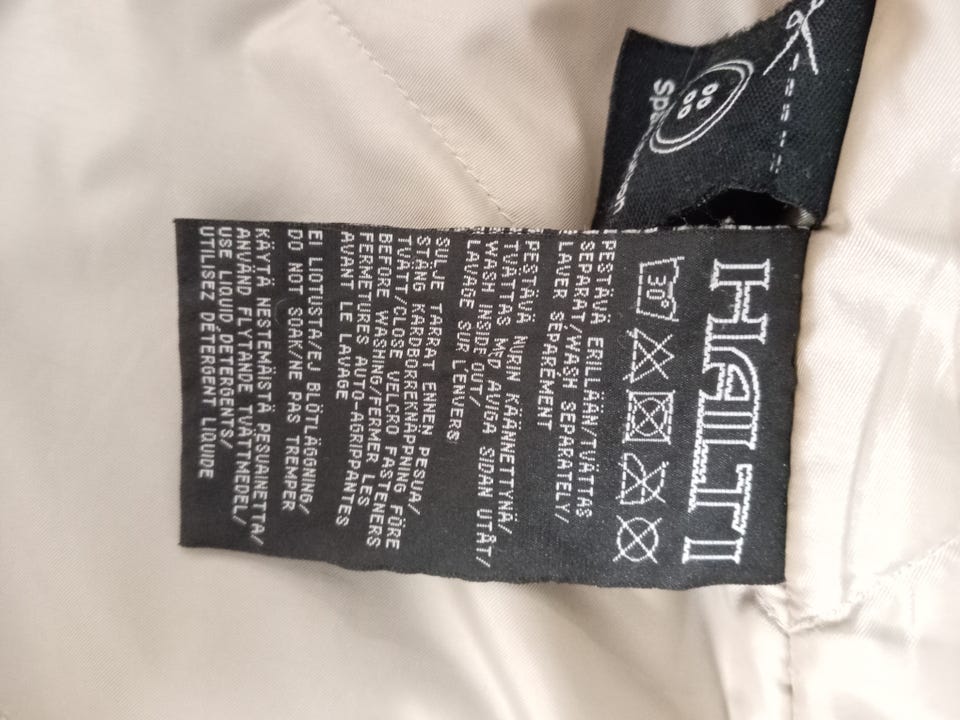 HALTI
30°
PESTÄVÄ ERILLÄÄN/TVÄTTAS
SEPARAT/WASH SEPARATELY/
LAVER SEPARÉMENT
PESTÄVÄ NURIN KÄÄNNETTYNÄ/
TVÄTTAS MED AVIGA SIDAN UTÅT/
WASH INSIDE OUT/
LAVAGE SUR L'ENVERS
SULJE TARRAT ENNEN PESUA/
STÄNG KARDBORREKNÄPPNING FÖRE
TVÄTT/CLOSE VELCRO FASTENERS
BEFORE WASHING/FERMER LES
FERMETURES AUTO-AGRIPPANTES
AVANT LE LAVAGE
EI LIOTUSTA/EJ BLÖTLÄGGNING/
DO NOT SOAK/NE PAS TREMPER
KÄYTÄ NESTEMÄISTÄ PESUAINETTA/
ANVÄND FLYTANDE TVÄTTMEDEL/
USE LIQUID DETERGENTS/
UTILISEZ DÉTERGENT LIQUIDE